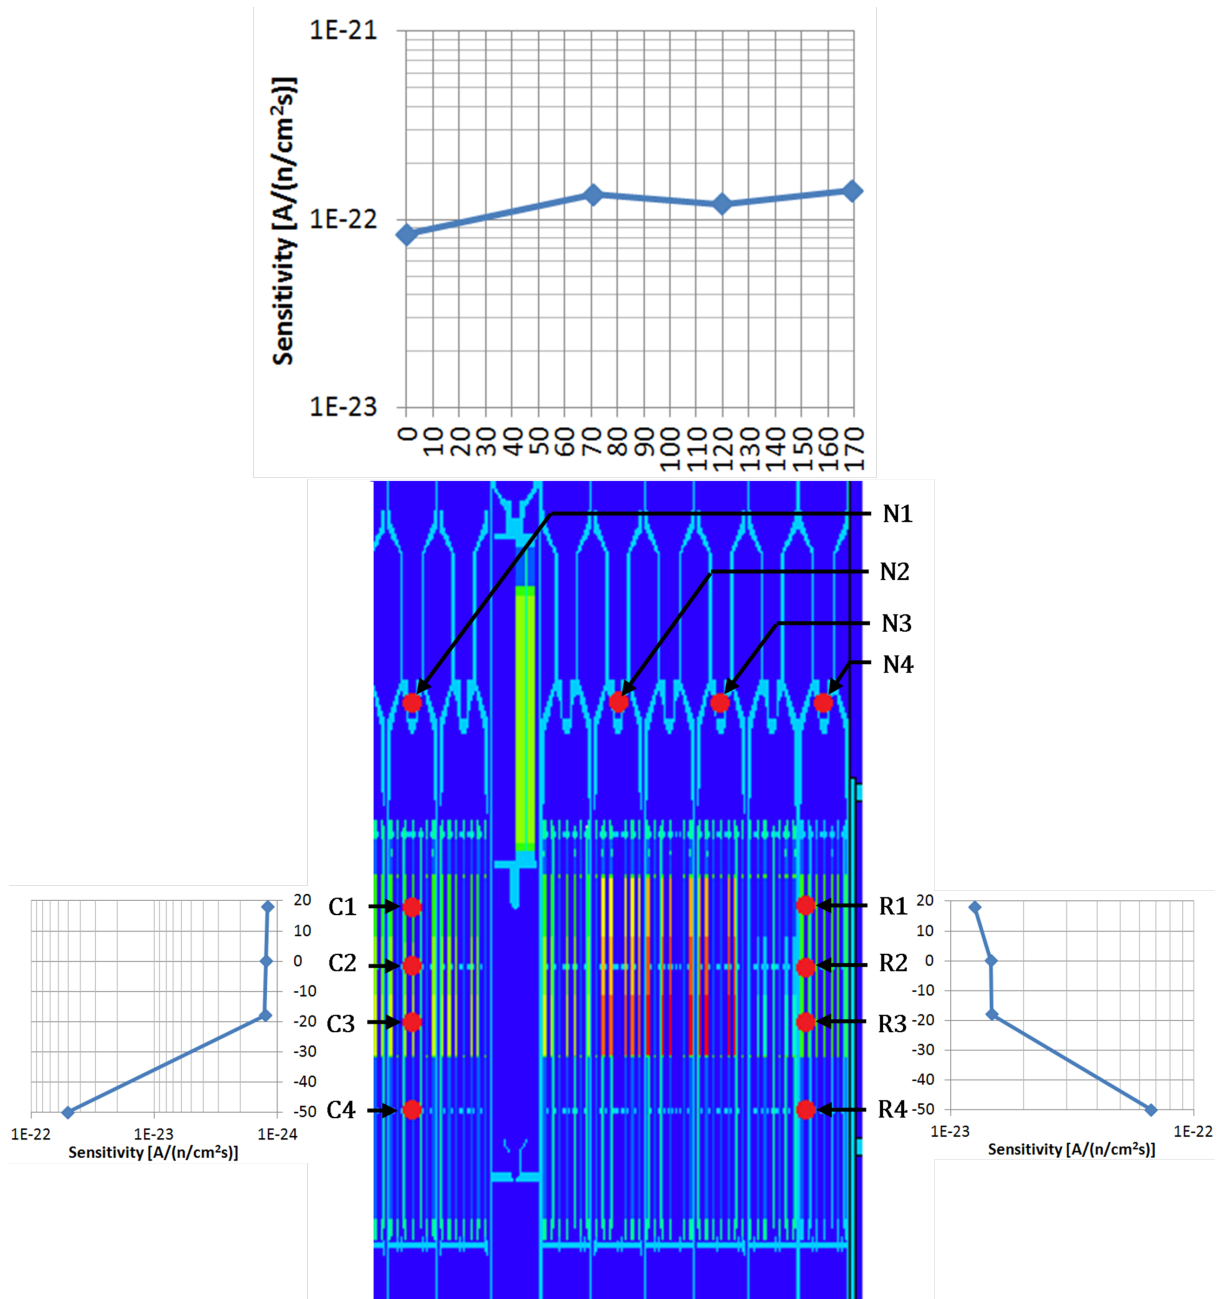 1E-21
1E-22
1E-23
Sensitivity [A/(n/cm²s)]
0 10 20 30 40 50 60 70 80 90 100 110 120 130 140 150 160 170
N1
N2
N3
N4
C1
C2
C3
C4
R1
R2
R3
R4
20
10
0
-10
-20
-30
-40
-50
1E-22 1E-23 1E-24
Sensitivity [A/(n/cm²s)]
20
10
0
-10
-20
-30
-40
-50
1E-23 1E-22
Sensitivity [A/(n/cm²s)]